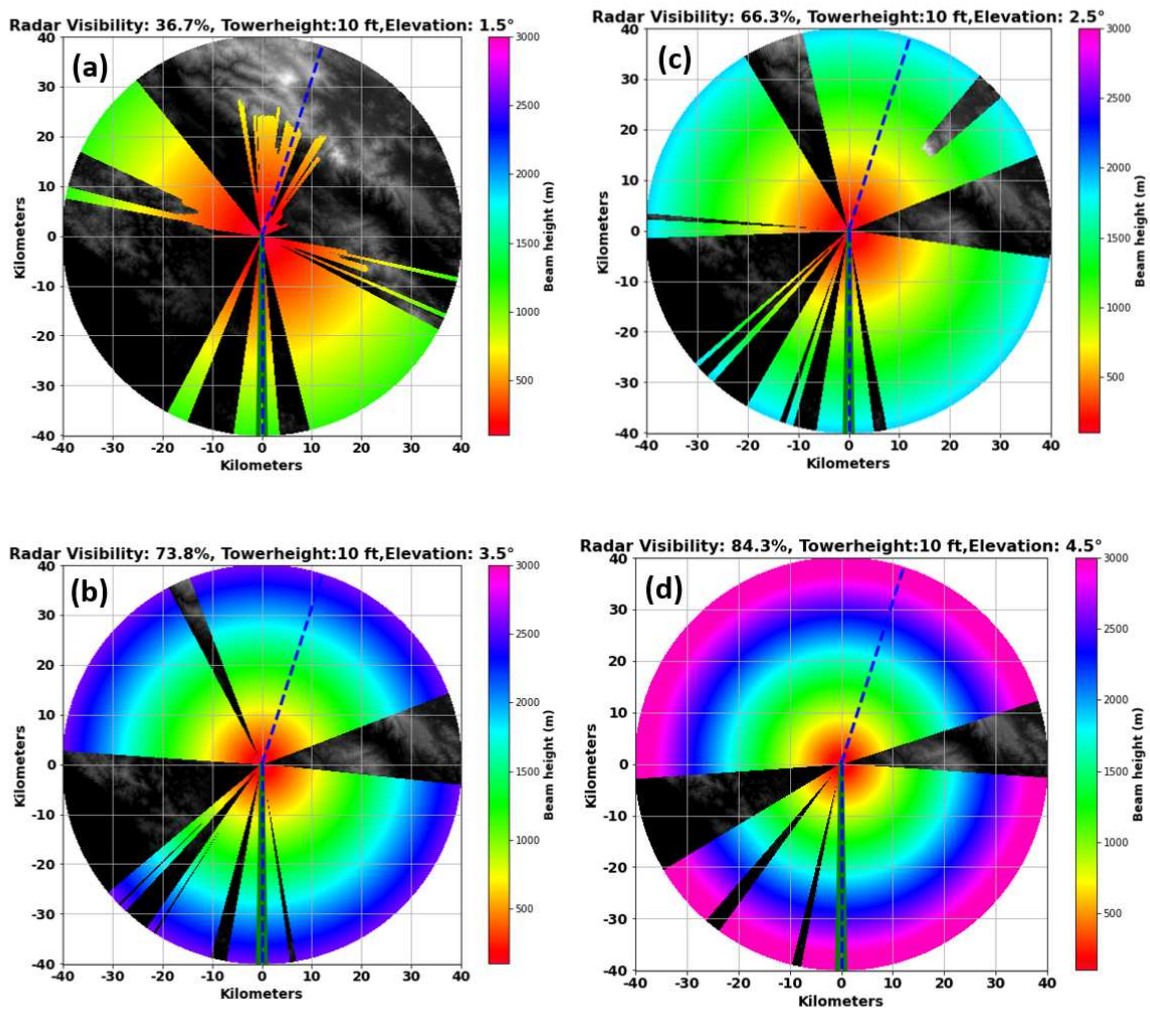 Radar Visibility: 36.7%, Towerheight:10 ft,Elevation: 1.5°
(a)
40
30
20
10
0
-10
-20
-30
-40
Kilometers
-40 -30 -20 -10 0 10 20 30 40
Kilometers
3000
2500
2000
1500
1000
500
Beam height (m)
Radar Visibility: 66.3%, Towerheight:10 ft,Elevation: 2.5°
(c)
40
30
20
10
0
-10
-20
-30
-40
Kilometers
-40 -30 -20 -10 0 10 20 30 40
Kilometers
3000
2500
2000
1500
1000
500
Beam height (m)
Radar Visibility: 73.8%, Towerheight:10 ft,Elevation: 3.5°
(b)
40
30
20
10
0
-10
-20
-30
-40
Kilometers
-40 -30 -20 -10 0 10 20 30 40
Kilometers
3000
2500
2000
1500
1000
500
Beam height (m)
Radar Visibility: 84.3%, Towerheight:10 ft,Elevation: 4.5°
(d)
40
30
20
10
0
-10
-20
-30
-40
Kilometers
-40 -30 -20 -10 0 10 20 30 40
Kilometers
3000
2500
2000
1500
1000
500
Beam height (m)